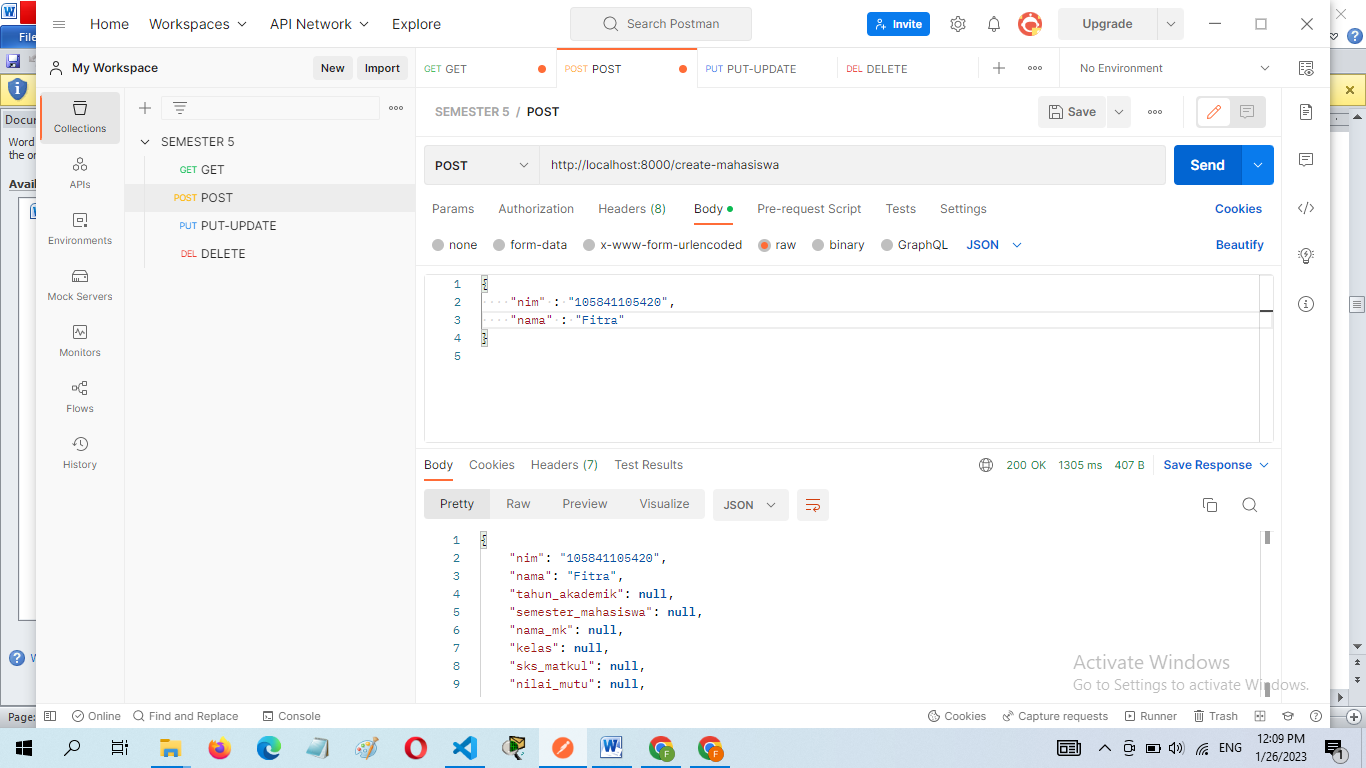 Home Workspaces API Network Explore Search Postman Invite Upgrade
File
My Workspace New Import GET GET POST POST PUT PUT-UPDATE DEL DELETE No Environment
Docur
Word
the or
Avail
Collections
APIs
Environments
Mock Servers
Monitors
Flows
History
SEMESTER 5
GET GET
POST POST
PUT PUT-UPDATE
DEL DELETE
SEMESTER 5 / POST Save
POST http://localhost:8000/create-mahasiswa Send
Params Authorization Headers (8) Body Pre-request Script Tests Settings Cookies
none form-data x-www-form-urlencoded raw binary GraphQL JSON Beautify
1 {
2 "nim" : "105841105420",
3 "nama" : "Fitra"
4 }
5
Body Cookies Headers (7) Test Results 200 OK 1305 ms 407 B Save Response
Pretty Raw Preview Visualize JSON
1 {
2 "nim": "105841105420",
3 "nama": "Fitra",
4 "tahun_akademik": null,
5 "semester_mahasiswa": null,
6 "nama_mk": null,
7 "kelas": null,
8 "sks_matkul": null,
9 "nilai_mutu": null,
Activate Windows
Go to Settings to activate Windows.
Page: Online Find and Replace Console Cookies Capture requests Runner Trash
ENG 12:09 PM
1/26/2023 1